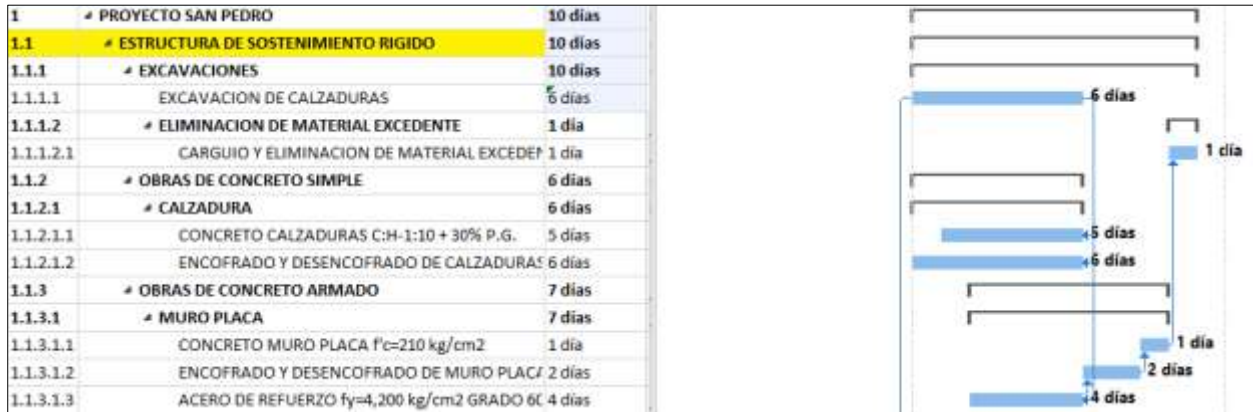 1 PROYECTO SAN PEDRO 10 días
1.1 ESTRUCTURA DE SOSTENIMIENTO RIGIDO 10 días
1.1.1 EXCAVACIONES 10 días
1.1.1.1 EXCAVACION DE CALZADURAS 6 días 6 días
1.1.1.2 ELIMINACION DE MATERIAL EXCEDENTE 1 día
1.1.1.2.1 CARGUIO Y ELIMINACION DE MATERIAL EXCEDEN 1 día 1 día
1.1.2 OBRAS DE CONCRETO SIMPLE 6 días
1.1.2.1 CALZADURA 6 días
1.1.2.1.1 CONCRETO CALZADURAS C:H-1:10 + 30% P.G. 5 días 5 días
1.1.2.1.2 ENCOFRADO Y DESENCOFRADO DE CALZADURAS 6 días 6 días
1.1.3 OBRAS DE CONCRETO ARMADO 7 días
1.1.3.1 MURO PLACA 7 días
1.1.3.1.1 CONCRETO MURO PLACA f'c=210 kg/cm2 1 día 1 día
1.1.3.1.2 ENCOFRADO Y DESENCOFRADO DE MURO PLACA 2 días 2 días
1.1.3.1.3 ACERO DE REFUERZO fy=4,200 kg/cm2 GRADO 60 4 días 4 días